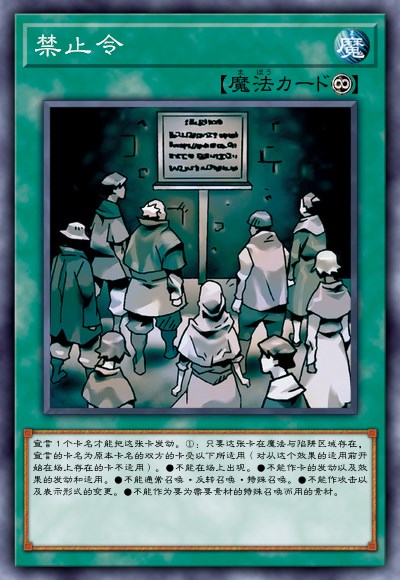 禁止令
魔
【魔法カード∞】
まほう
宣言１个卡名才能把这张卡发动。①：只要这张卡在魔法与陷阱区域存在，
宣言的卡名为原本卡名的双方的卡受以下所适用（对从这个效果的适用前开
始在场上存在的卡不适用）。●不能在场上出现。●不能作卡的发动以及效
果的发动和适用。●不能通常召唤·反转召唤·特殊召唤。●不能作攻击以
及表示形式的变更。●不能作为要为需要素材的特殊召唤而用的素材。